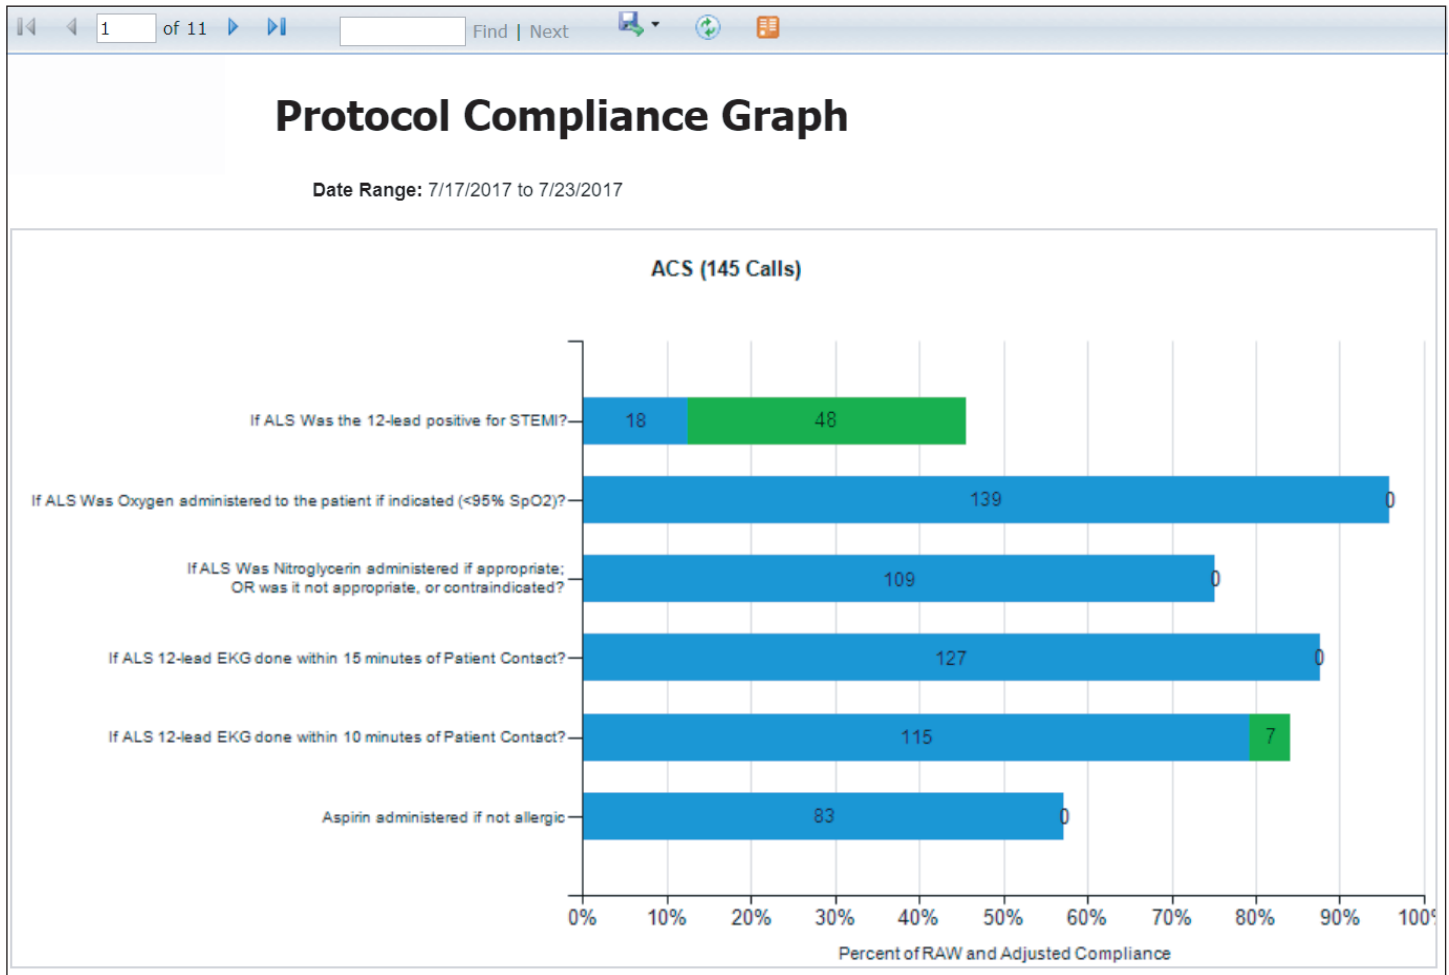 1 of 11 Find | Next
Protocol Compliance Graph
Date Range: 7/17/2017 to 7/23/2017
ACS (145 Calls)
If ALS Was the 12-lead positive for STEMI? 18 48
If ALS Was Oxygen administered to the patient if indicated (<95% SpO2)? 139 0
If ALS Was Nitroglycerin administered if appropriate;
OR was it not appropriate, or contraindicated? 109 0
If ALS 12-lead EKG done within 15 minutes of Patient Contact? 127 0
If ALS 12-lead EKG done within 10 minutes of Patient Contact? 115 7
Aspirin administered if not allergic 83 0
0% 10% 20% 30% 40% 50% 60% 70% 80% 90% 100%
Percent of RAW and Adjusted Compliance